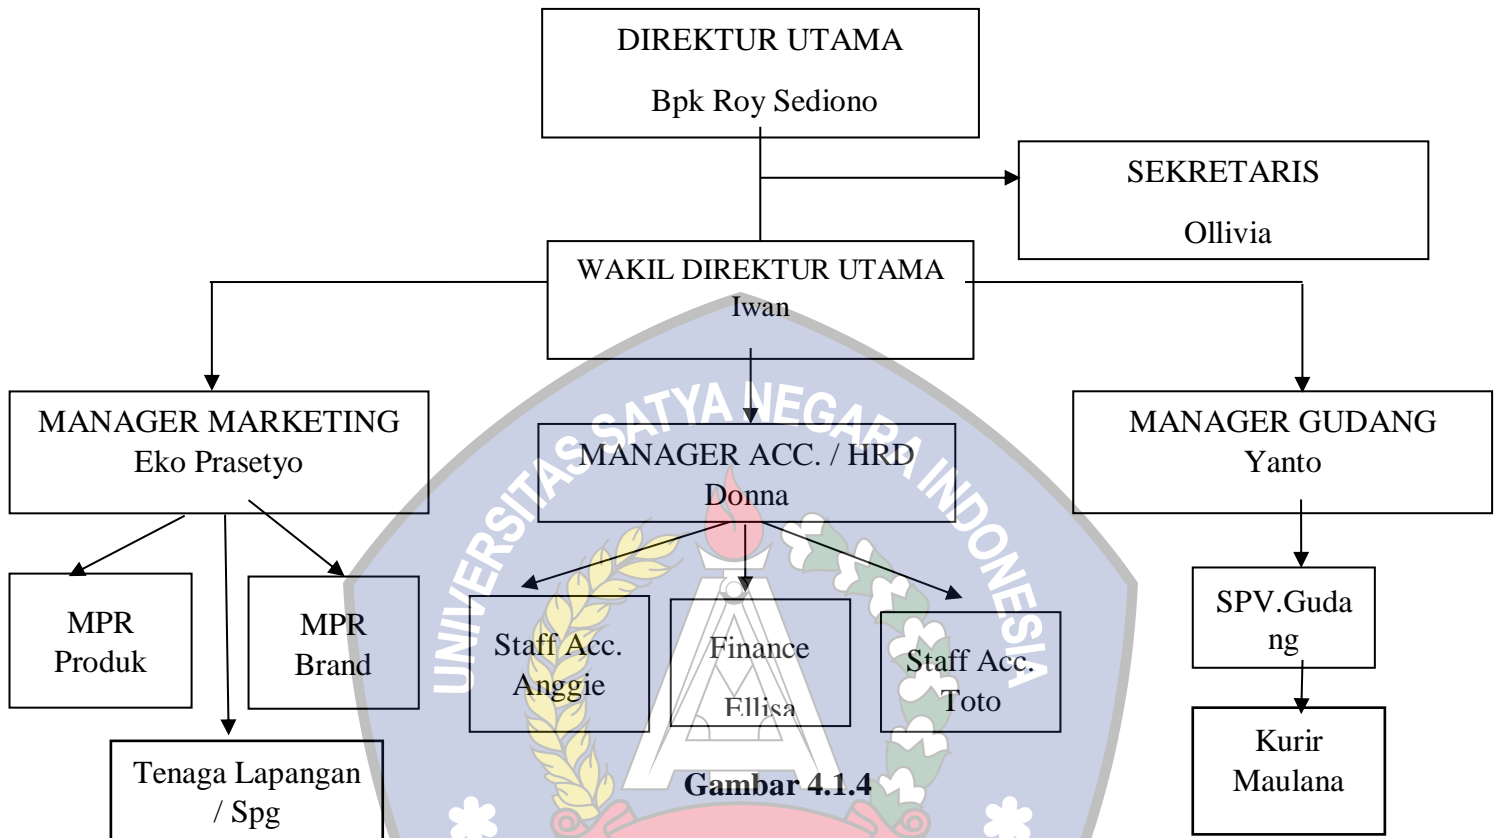 DIREKTUR UTAMA
Bpk Roy Sediono
SEKRETARIS
Ollivia
WAKIL DIREKTUR UTAMA
Iwan
MANAGER MARKETING
Eko Prasetyo
MANAGER ACC. / HRD
Donna
MANAGER GUDANG
Yanto
MPR
Produk
MPR
Brand
Tenaga Lapangan
/ Spg
Staff Acc.
Anggie
Finance
Ellisa
Staff Acc.
Toto
SPV.Guda
ng
Kurir
Maulana
Gambar 4.1.4
UNIVERSITAS SATYA NEGARA INDONESIA